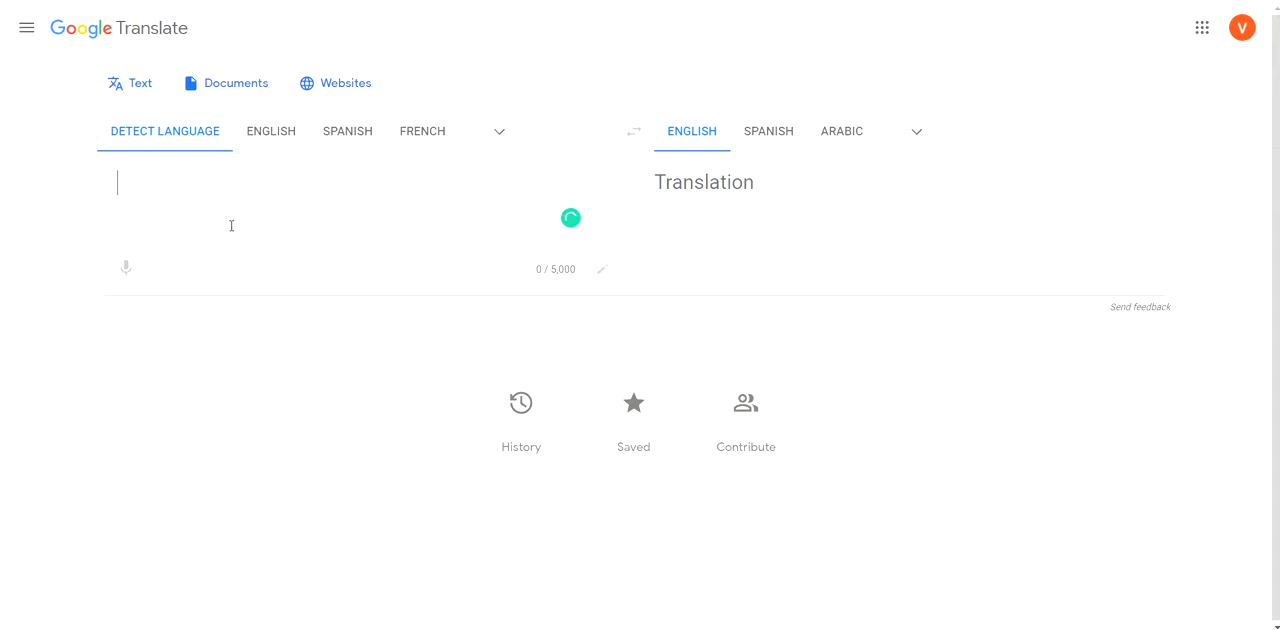 Google Translate
V
Text Documents Websites
DETECT LANGUAGE ENGLISH SPANISH FRENCH ENGLISH SPANISH ARABIC
Translation
0 / 5,000
Send feedback
History Saved Contribute